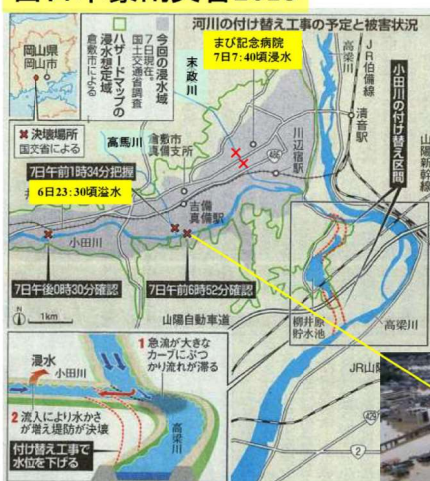 河川の付け替え工事の予定と被害状況
岡山県
岡山市
今回の浸水域
7日現在。
国土交通省調査
ハザードマップの
浸水想定域
倉敷市による
決壊場所
国交省による
末政川
まび記念病院
7日7:40頃浸水
高梁川
JR伯備線
小田川の付け替え区間
清音駅
山陽新幹線
高馬川
倉敷市
真備支所
川辺宿駅
486
7日午前1時34分把握
6日23:30頃溢水
吉備
真備駅
小田川
7日午後0時30分確認
7日午前6時52分確認
N
1km
山陽自動車道
柳井原
貯水池
高梁川
浸水
小田川
1 急流が大きな
カーブにぶつ
かり流れが滞る
2 流入により水かさ
が増え堤防が決壊
高梁川
付け替え工事で
水位を下げる
JR山陽
429
2